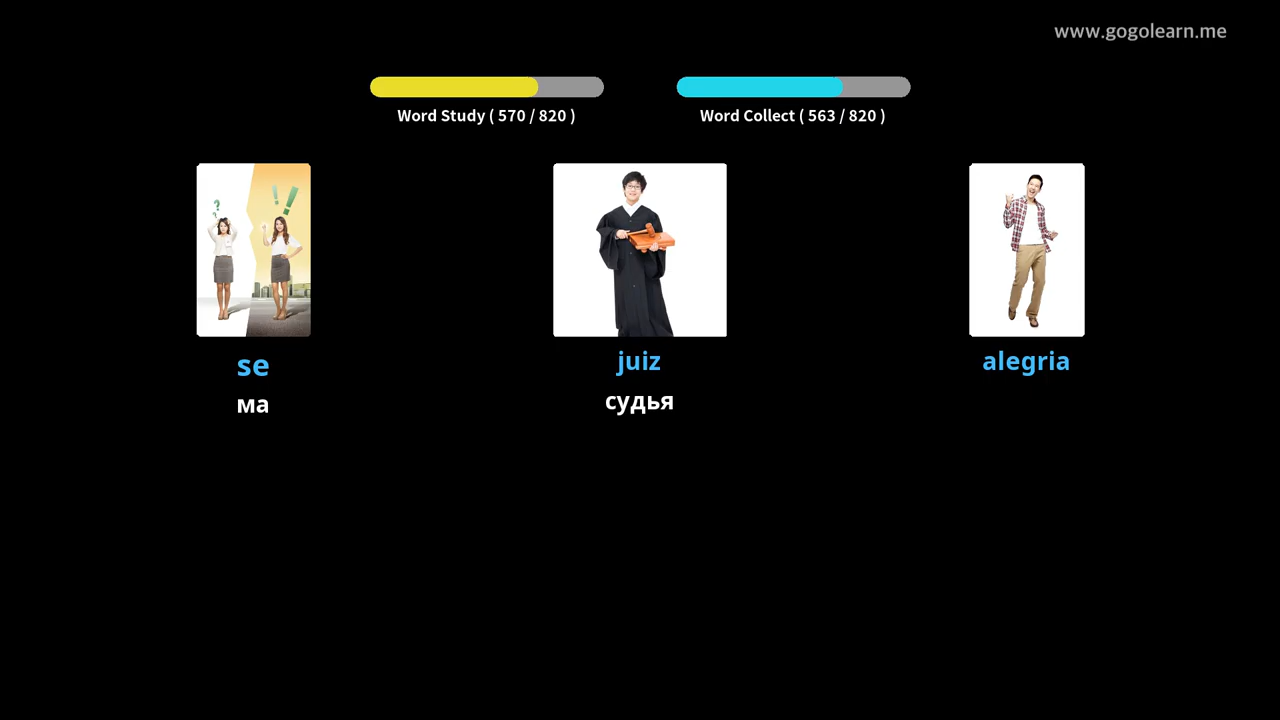 www.gogolearn.me
Word Study ( 570 / 820 )
Word Collect ( 563 / 820 )
se
juiz
alegria
ма
судья